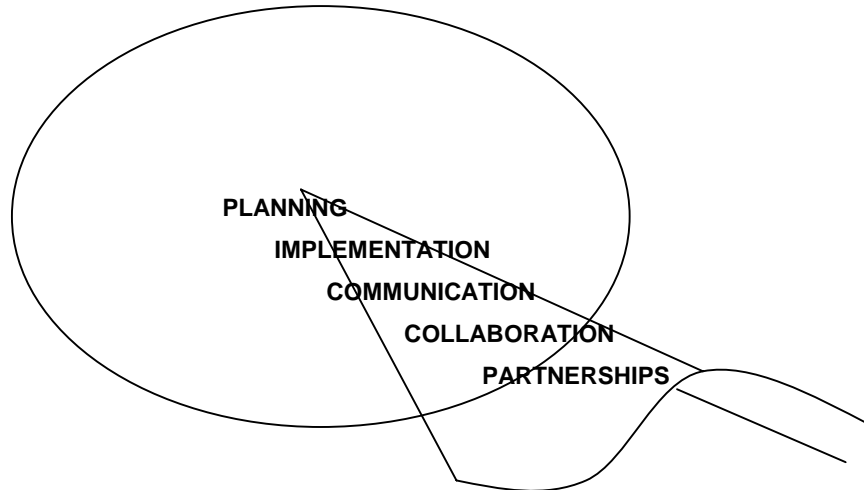 PLANNING
IMPLEMENTATION
COMMUNICATION
COLLABORATION
PARTNERSHIPS